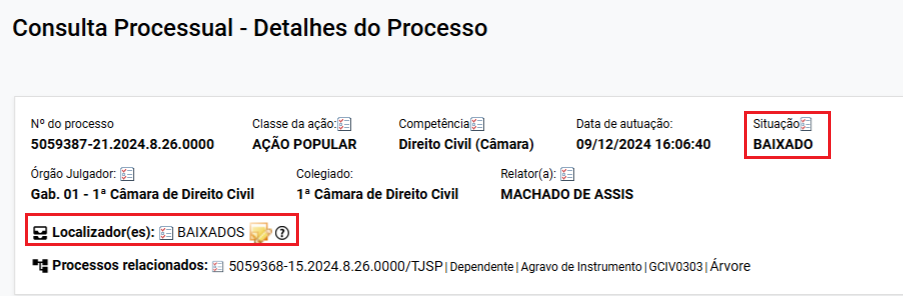 Consulta Processual - Detalhes do Processo
Nº do processo Classe da ação: Competência Data de autuação: Situação
5059387-21.2024.8.26.0000 AÇÃO POPULAR Direito Civil (Câmara) 09/12/2024 16:06:40 BAIXADO
Órgão Julgador: Colegiado: Relator(a):
Gab. 01 - 1ª Câmara de Direito Civil 1ª Câmara de Direito Civil MACHADO DE ASSIS
Localizador(es): BAIXADOS ?
Processos relacionados: 5059368-15.2024.8.26.0000/TJSP | Dependente | Agravo de Instrumento | GCIV0303 | Árvore